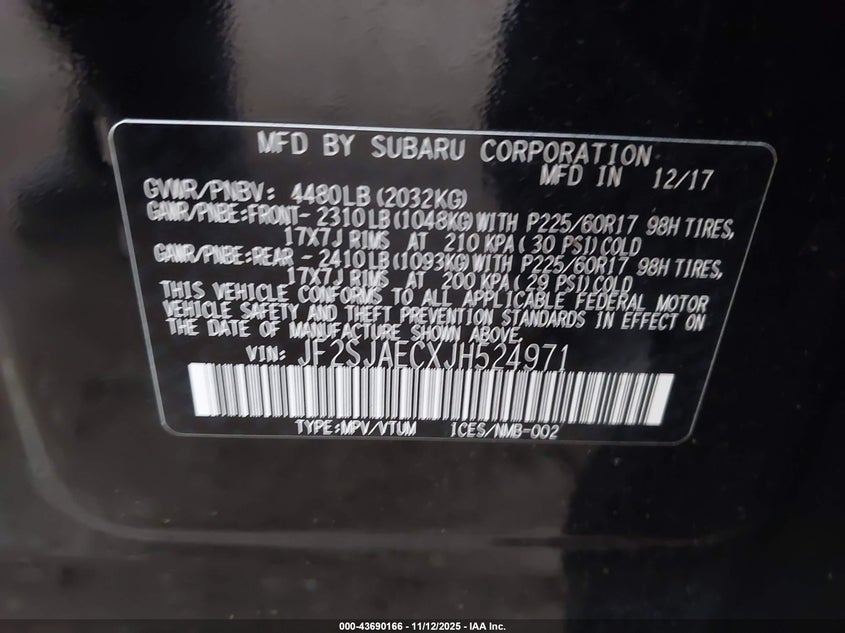 MFD BY SUBARU CORPORATION
MFD IN 12/17
GVWR/PNBV: 4480LB(2032KG)
GAWR/PNBE:FRONT-2310LB(1048KG)WITH P225/60R17 98H TIRES,
17X7J RIMS AT 210 KPA(30 PSI)COLD
GAWR/PNBE:REAR -2410LB(1093KG)WITH P225/60R17 98H TIRES,
17X7J RIMS AT 200 KPA(29 PSI)COLD
THIS VEHICLE CONFORMS TO ALL APPLICABLE FEDERAL MOTOR
VEHICLE SAFETY AND THEFT PREVENTION STANDARDS IN EFFECT ON
THE DATE OF MANUFACTURE SHOWN ABOVE.
VIN: JF2SJAECXJH524971
TYPE:MPV/VTUM 1CES/NMB-002
000-43690166 - 11/12/2025 - IAA Inc.